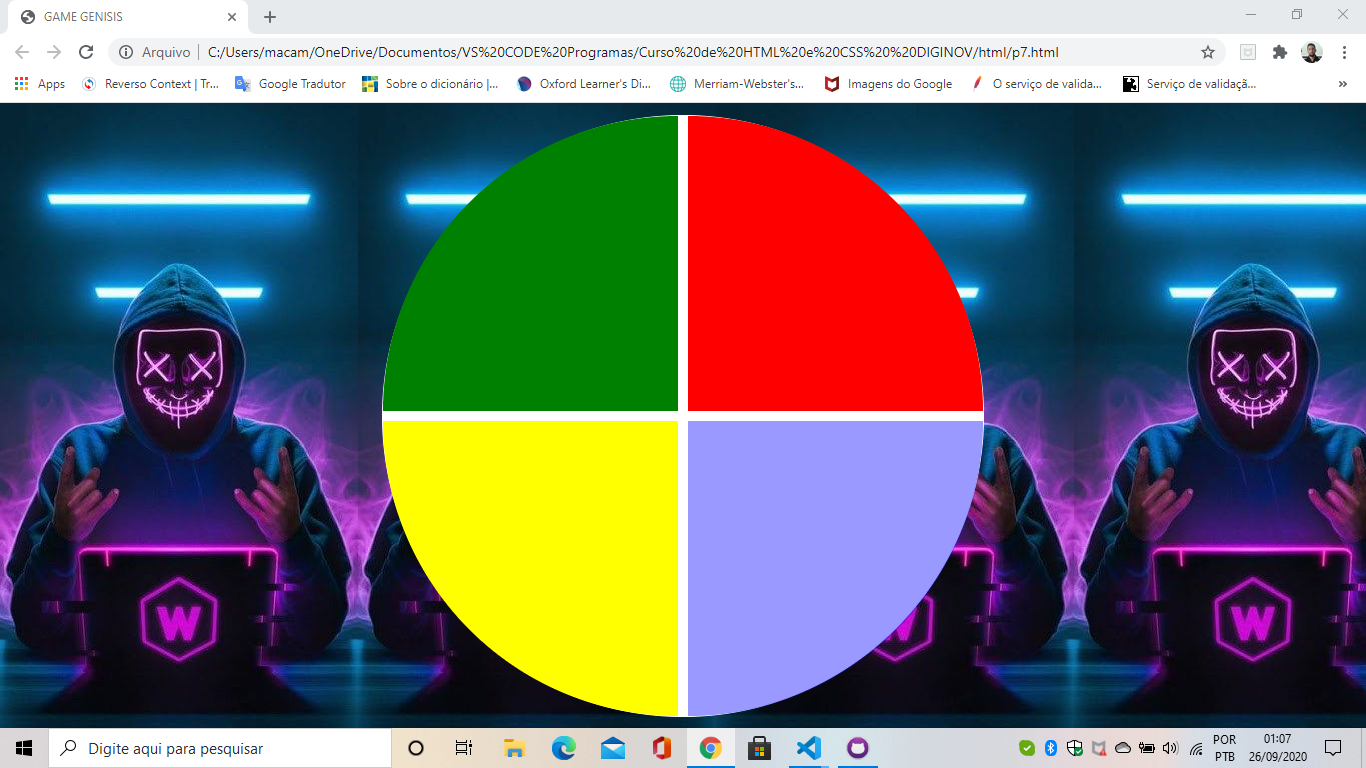 GAME GENISIS
Arquivo | C:/Users/macam/OneDrive/Documentos/VS%20CODE%20Programas/Curso%20de%20HTML%20e%20CSS%20%20DIGINOV/html/p7.html
Apps Reverso Context | Tr... Google Tradutor Sobre o dicionário |... Oxford Learner's Di... Merriam-Webster's... Imagens do Google O serviço de valida... Serviço de validaçã... »
W W W
Digite aqui para pesquisar
POR 01:07
PTB 26/09/2020